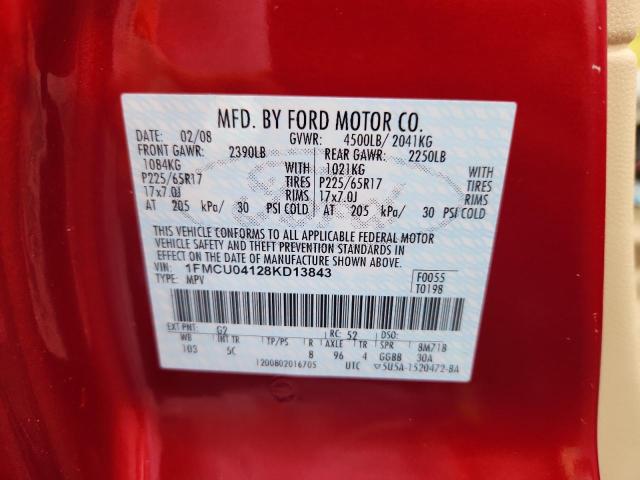 MFD. BY FORD MOTOR CO.
DATE: 02/08 GVWR: 4500LB/ 2041KG
FRONT GAWR: 2390LB REAR GAWR: 2250LB
1084KG WITH 1021KG WITH
P225/65R17 TIRES P225/65R17 TIRES
17x7.0J RIMS 17x7.0J RIMS
AT 205 kPa/ 30 PSI COLD AT 205 kPa/ 30 PSI COLD
THIS VEHICLE CONFORMS TO ALL APPLICABLE FEDERAL MOTOR
VEHICLE SAFETY AND THEFT PREVENTION STANDARDS IN
EFFECT ON THE DATE OF MANUFACTURE SHOWN ABOVE.
VIN: 1FMCU04128KD13843 F0055
TYPE: MPV T0198
EXT PNT: G2 RC: 52 DSO:
WB INT TR TP/PS R AXLE TR SPR 8M718
103 5C 8 96 4 GGBB 30A
1200802016705 UTC 5U5A-1520472-BA
Ford